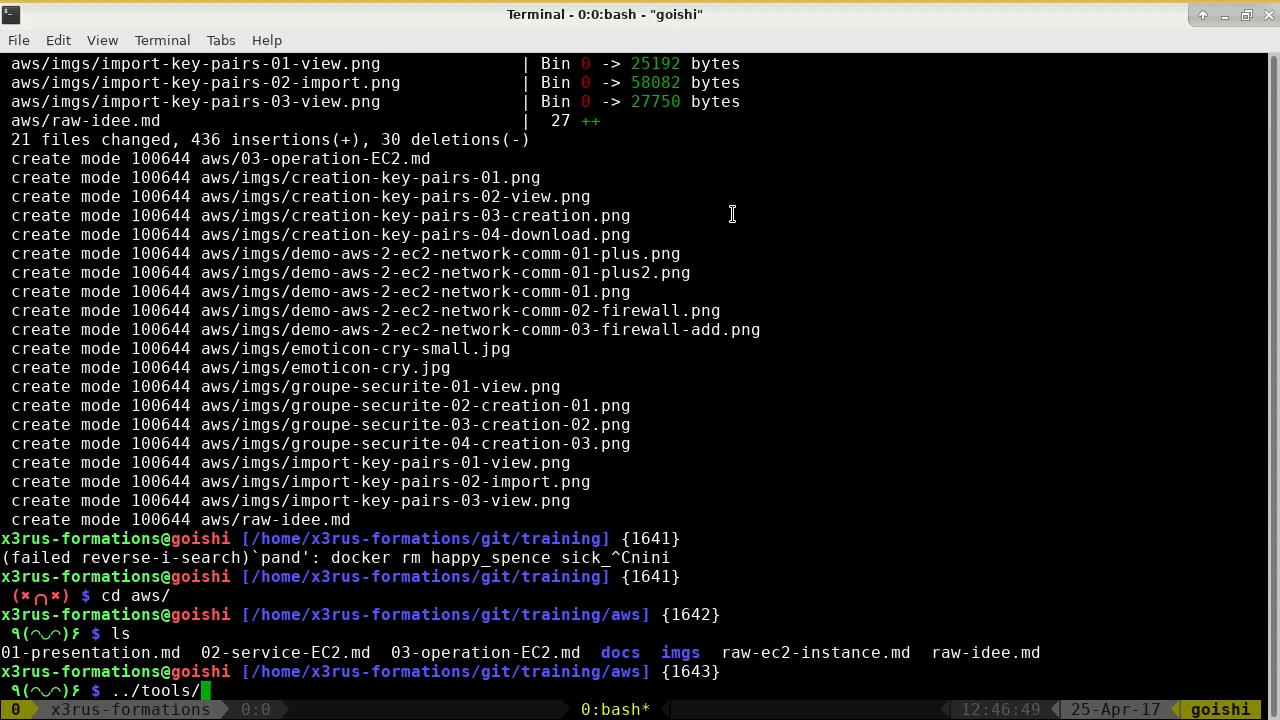 Terminal - 0:0:bash - "goishi"
File Edit View Terminal Tabs Help
aws/imgs/import-key-pairs-01-view.png | Bin 0 -> 25192 bytes
aws/imgs/import-key-pairs-02-import.png | Bin 0 -> 58082 bytes
aws/imgs/import-key-pairs-03-view.png | Bin 0 -> 27750 bytes
aws/raw-idee.md | 27 ++
21 files changed, 436 insertions(+), 30 deletions(-)
create mode 100644 aws/03-operation-EC2.md
create mode 100644 aws/imgs/creation-key-pairs-01.png
create mode 100644 aws/imgs/creation-key-pairs-02-view.png
create mode 100644 aws/imgs/creation-key-pairs-03-creation.png
create mode 100644 aws/imgs/creation-key-pairs-04-download.png
create mode 100644 aws/imgs/demo-aws-2-ec2-network-comm-01-plus.png
create mode 100644 aws/imgs/demo-aws-2-ec2-network-comm-01-plus2.png
create mode 100644 aws/imgs/demo-aws-2-ec2-network-comm-01.png
create mode 100644 aws/imgs/demo-aws-2-ec2-network-comm-02-firewall.png
create mode 100644 aws/imgs/demo-aws-2-ec2-network-comm-03-firewall-add.png
create mode 100644 aws/imgs/emoticon-cry-small.jpg
create mode 100644 aws/imgs/emoticon-cry.jpg
create mode 100644 aws/imgs/groupe-securite-01-view.png
create mode 100644 aws/imgs/groupe-securite-02-creation-01.png
create mode 100644 aws/imgs/groupe-securite-03-creation-02.png
create mode 100644 aws/imgs/groupe-securite-04-creation-03.png
create mode 100644 aws/imgs/import-key-pairs-01-view.png
create mode 100644 aws/imgs/import-key-pairs-02-import.png
create mode 100644 aws/imgs/import-key-pairs-03-view.png
create mode 100644 aws/raw-idee.md
x3rus-formations@goishi [/home/x3rus-formations/git/training] {1641}
(failed reverse-i-search)`pand': docker rm happy_spence sick_^Cnini
x3rus-formations@goishi [/home/x3rus-formations/git/training] {1641}
(✖╭╮✖) $ cd aws/
x3rus-formations@goishi [/home/x3rus-formations/git/training/aws] {1642}
٩(◠◡◠)۶ $ ls
01-presentation.md 02-service-EC2.md 03-operation-EC2.md docs imgs raw-ec2-instance.md raw-idee.md
x3rus-formations@goishi [/home/x3rus-formations/git/training/aws] {1643}
٩(◠◡◠)۶ $ ../tools/
0 x3rus-formations 0:0 0:bash* 12:46:49 25-Apr-17 goishi